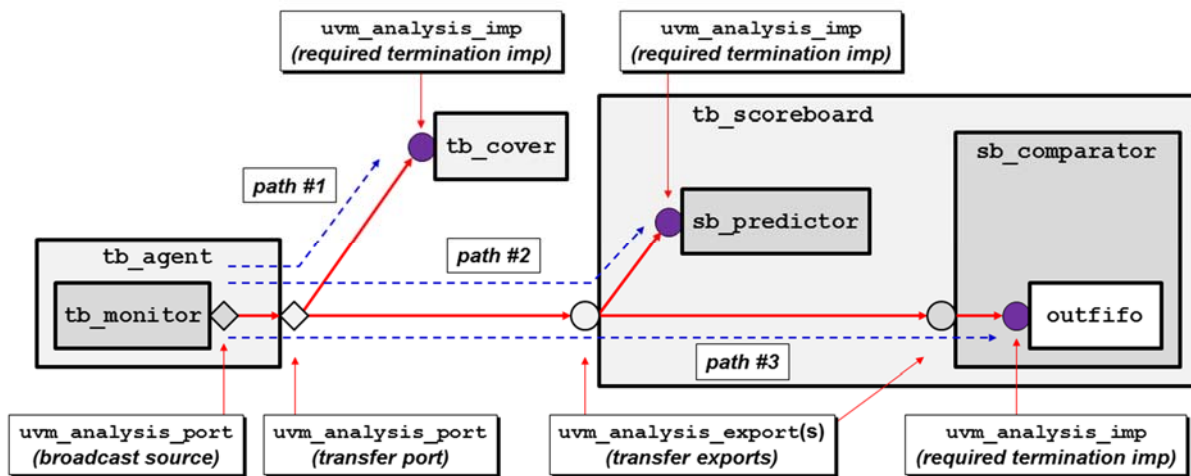 uvm_analysis_imp
(required termination imp)
uvm_analysis_imp
(required termination imp)
tb_scoreboard
tb_cover
sb_comparator
path #1
sb_predictor
tb_agent
path #2
tb_monitor
outfifo
path #3
uvm_analysis_port
(broadcast source)
uvm_analysis_port
(transfer port)
uvm_analysis_export(s)
(transfer exports)
uvm_analysis_imp
(required termination imp)